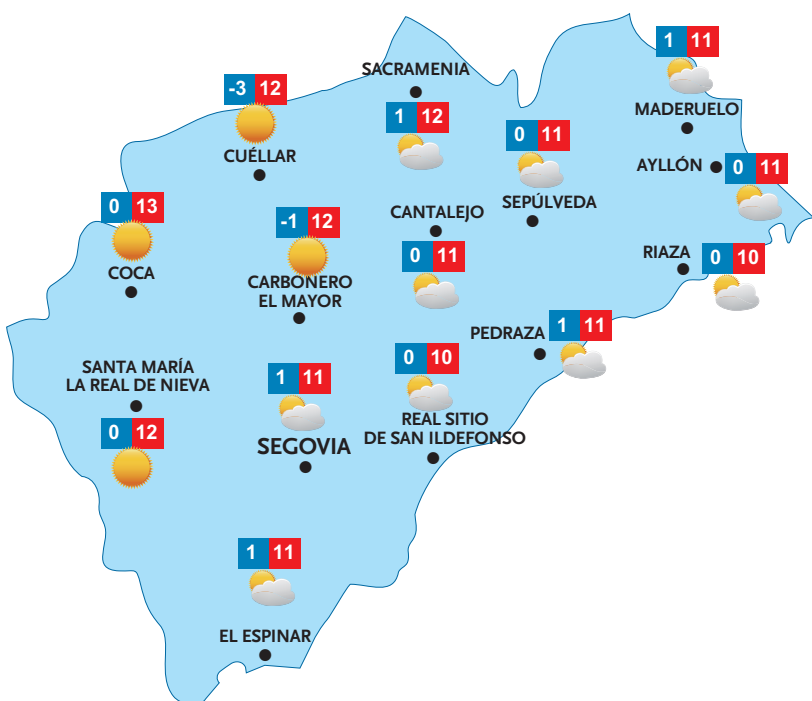 1 11
MADERUELO
SACRAMENIA
1 12
-3 12
CUÉLLAR
0 11
SEPÚLVEDA
AYLLÓN
0 11
0 13
COCA
-1 12
CARBONERO
EL MAYOR
CANTALEJO
0 11
RIAZA
0 10
PEDRAZA
1 11
SANTA MARÍA
LA REAL DE NIEVA
0 12
1 11
SEGOVIA
0 10
REAL SITIO
DE SAN ILDEFONSO
1 11
EL ESPINAR